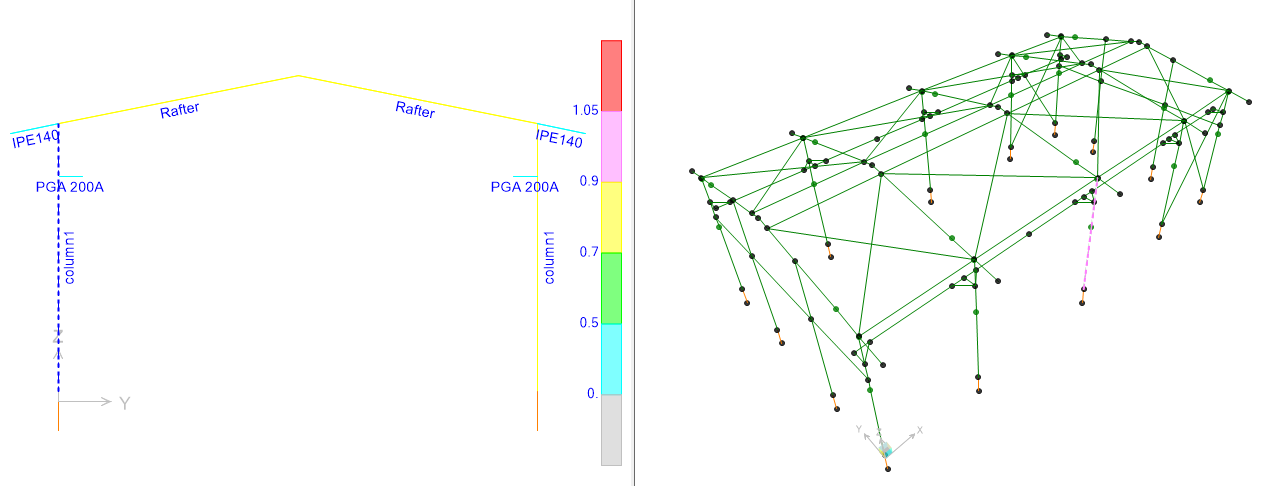 Rafter
Rafter
IPE140
IPE140
PGA 200A
PGA 200A
column1
column1
Z
Y
1.05
0.9
0.7
0.5
0.
Y
Z
X